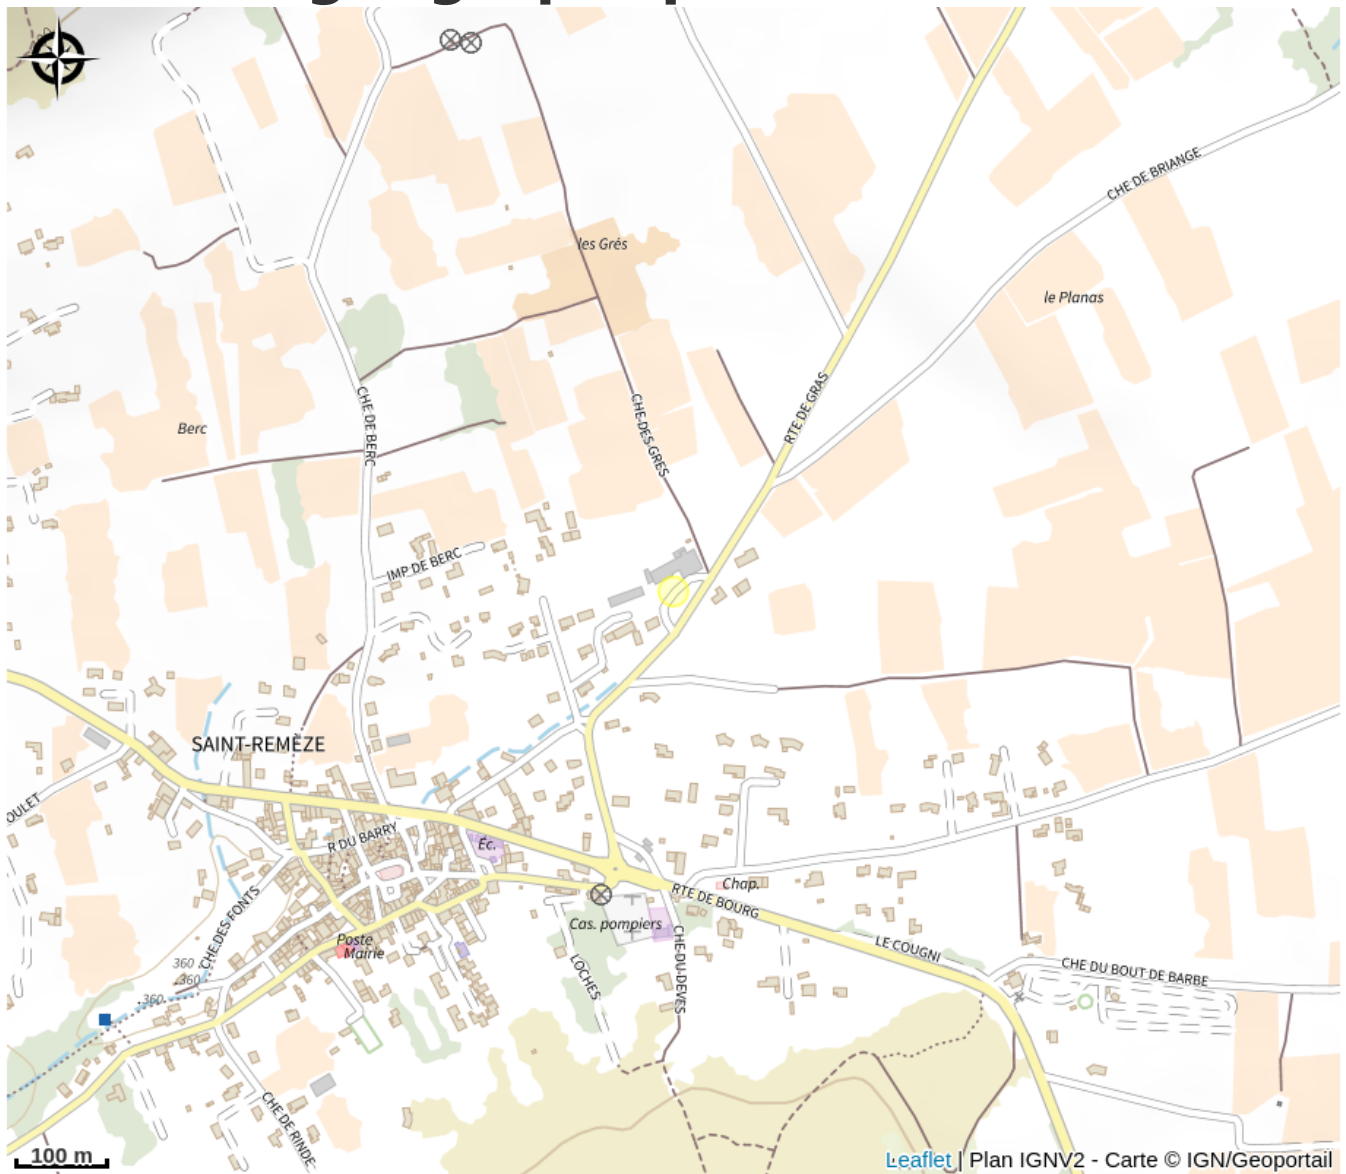 CHE DE BRIANGE
les Grés
le Planas
RTE DE GRAS
CHE DE BERC
CHE DES GRES
Berc
IMP DE BERC
SAINT-REMÈZE
OULET
R DU BARRY
Éc.
Chap.
RTE DE BOURG
CHE DES FONTS
Cas. pompiers
Poste
Mairie
LE COUGNI
CHE DU DEVES
LOCHES
360
360
360
CHE DU BOUT DE BARBE
CHE DE RINDE
100 m
Leaflet | Plan IGNV2 - Carte © IGN/Geoportail